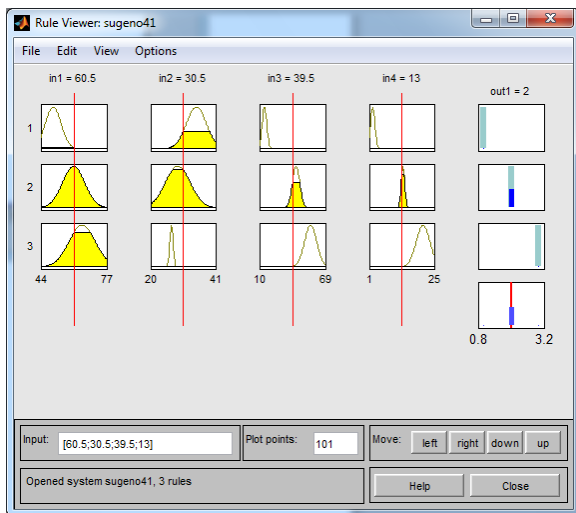 Rule Viewer: sugeno41
File Edit View Options
in1 = 60.5 in2 = 30.5 in3 = 39.5 in4 = 13 out1 = 2
1
2
3
44 77 20 41 10 69 1 25
0.8 3.2
Input: [60.5;30.5;39.5;13] Plot points: 101 Move: left right down up
Opened system sugeno41, 3 rules Help Close